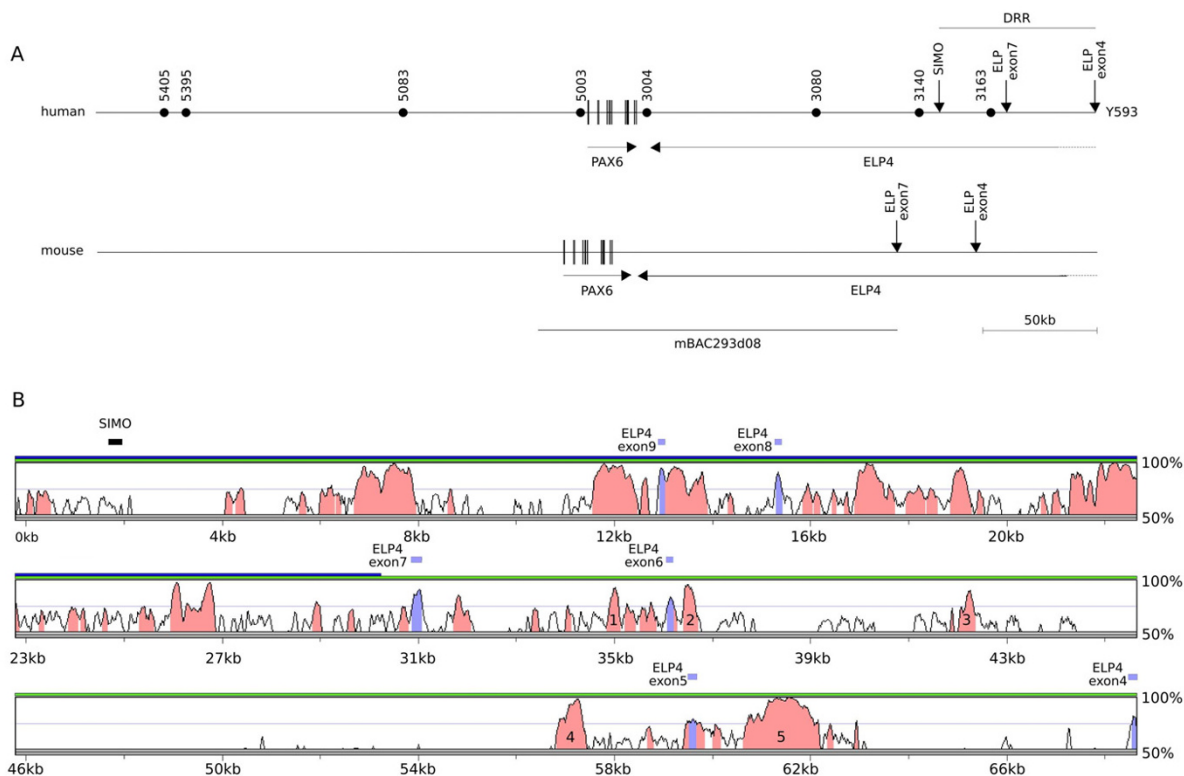 A
DRR
5405
5395
5083
5003
3004
3080
3140
SIMO
3163
ELP
exon7
ELP
exon4
human
Y593
PAX6
ELP4
ELP
exon7
ELP
exon4
mouse
PAX6
ELP4
mBAC293d08
50kb
B
SIMO
ELP4
exon9
ELP4
exon8
100%
50%
0kb 4kb 8kb 12kb 16kb 20kb
ELP4
exon7
ELP4
exon6
100%
1 2 3
50%
23kb 27kb 31kb 35kb 39kb 43kb
ELP4
exon5
ELP4
exon4
100%
4 5
50%
46kb 50kb 54kb 58kb 62kb 66kb